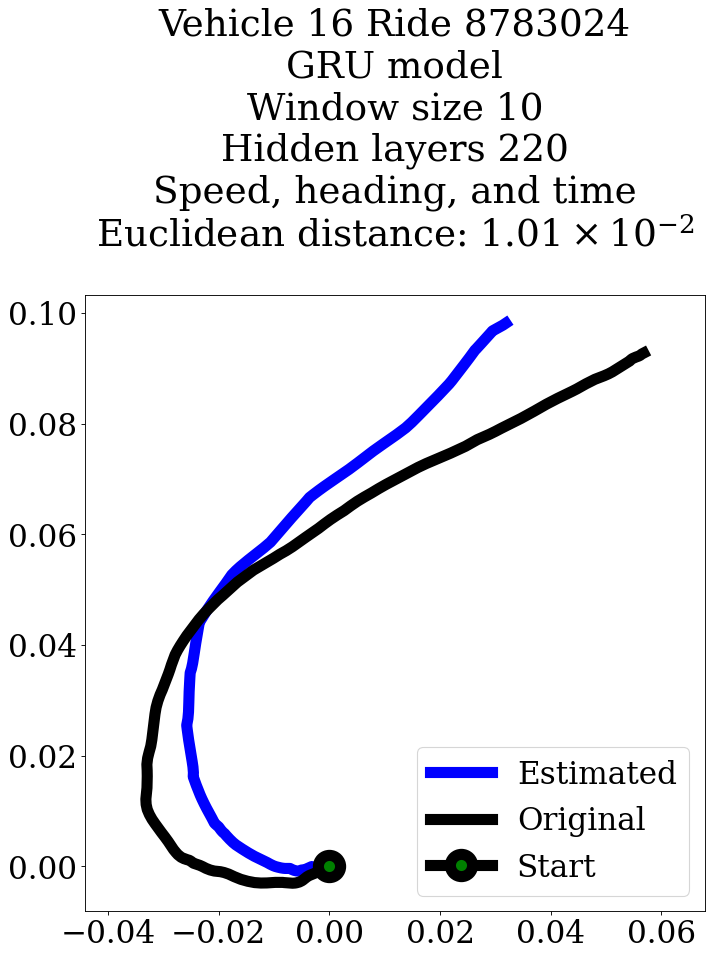 Vehicle 16 Ride 8783024
GRU model
Window size 10
Hidden layers 220
Speed, heading, and time
Euclidean distance: 1.01 × 10⁻²
0.10
0.08
0.06
0.04
0.02
0.00
Estimated
Original
Start
−0.04 −0.02 0.00 0.02 0.04 0.06